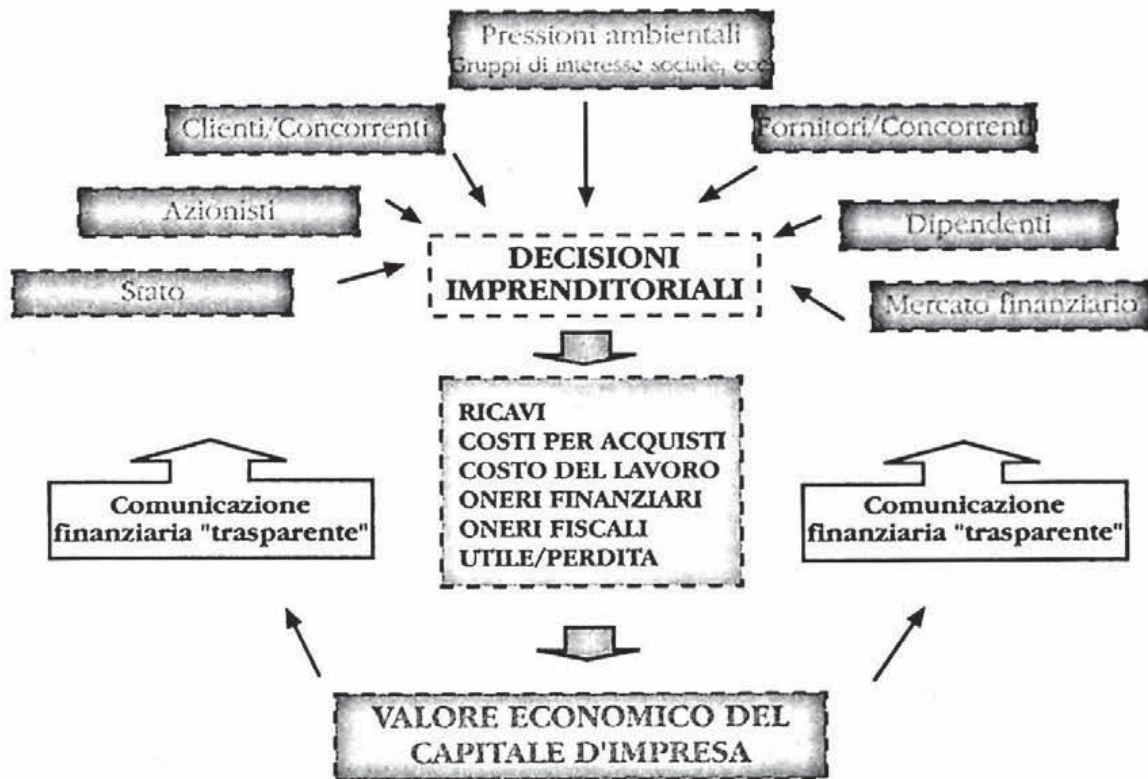 Pressioni ambientali
Gruppi di interesse sociale, ecc
Clienti/Concorrenti
Fornitori/Concorrenti
Azionisti
Dipendenti
DECISIONI
IMPRENDITORIALI
Stato
Mercato finanziario
RICAVI
COSTI PER ACQUISTI
COSTO DEL LAVORO
ONERI FINANZIARI
ONERI FISCALI
UTILE/PERDITA
Comunicazione
finanziaria "trasparente"
Comunicazione
finanziaria "trasparente"
VALORE ECONOMICO DEL
CAPITALE D'IMPRESA